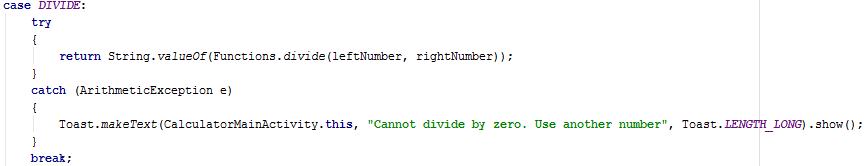 case DIVIDE:
try
{
return String.valueOf(Functions.divide(leftNumber, rightNumber));
}
catch (ArithmeticException e)
{
Toast.makeText(CalculatorMainActivity.this, "Cannot divide by zero. Use another number", Toast.LENGTH_LONG).show();
}
break;